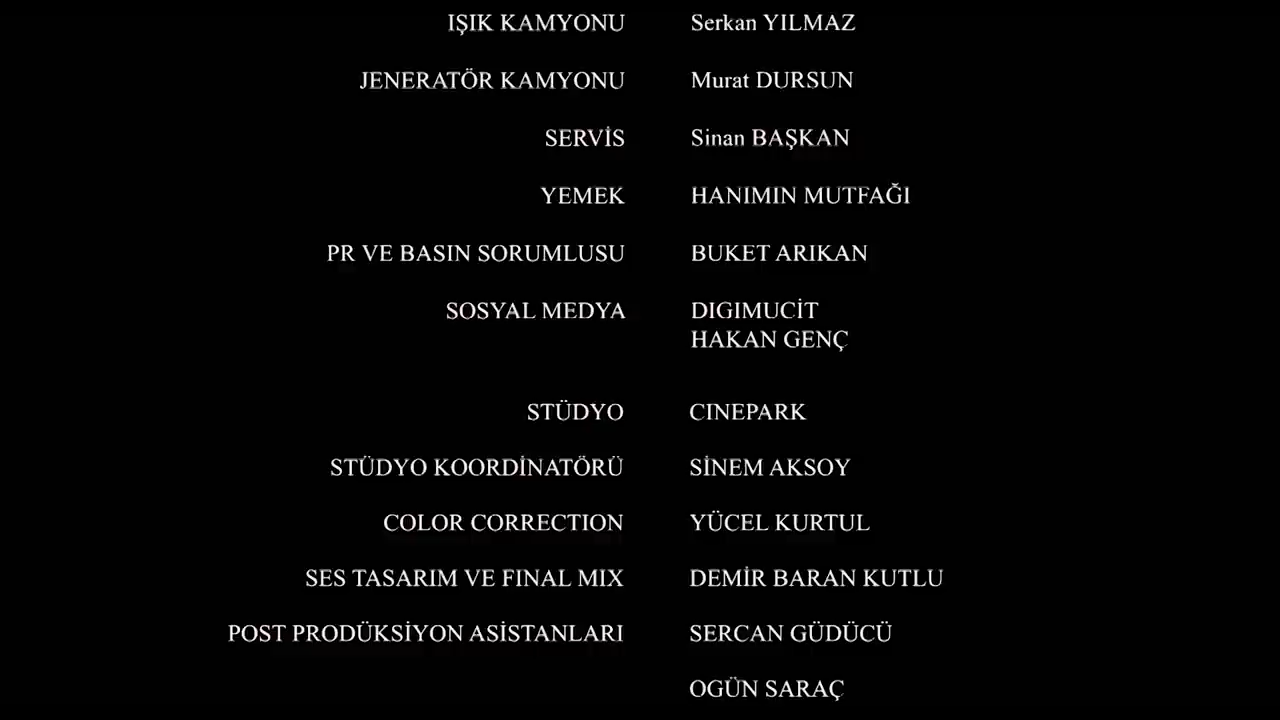 IŞIK KAMYONU Serkan YILMAZ
JENERATÖR KAMYONU Murat DURSUN
SERVİS Sinan BAŞKAN
YEMEK HANIMIN MUTFAĞI
PR VE BASIN SORUMLUSU BUKET ARIKAN
SOSYAL MEDYA DIGIMUCİT
HAKAN GENÇ
STÜDYO CINEPARK
STÜDYO KOORDİNATÖRÜ SİNEM AKSOY
COLOR CORRECTION YÜCEL KURTUL
SES TASARIM VE FINAL MIX DEMİR BARAN KUTLU
POST PRODÜKSİYON ASİSTANLARI SERCAN GÜDÜCÜ
OGÜN SARAÇ